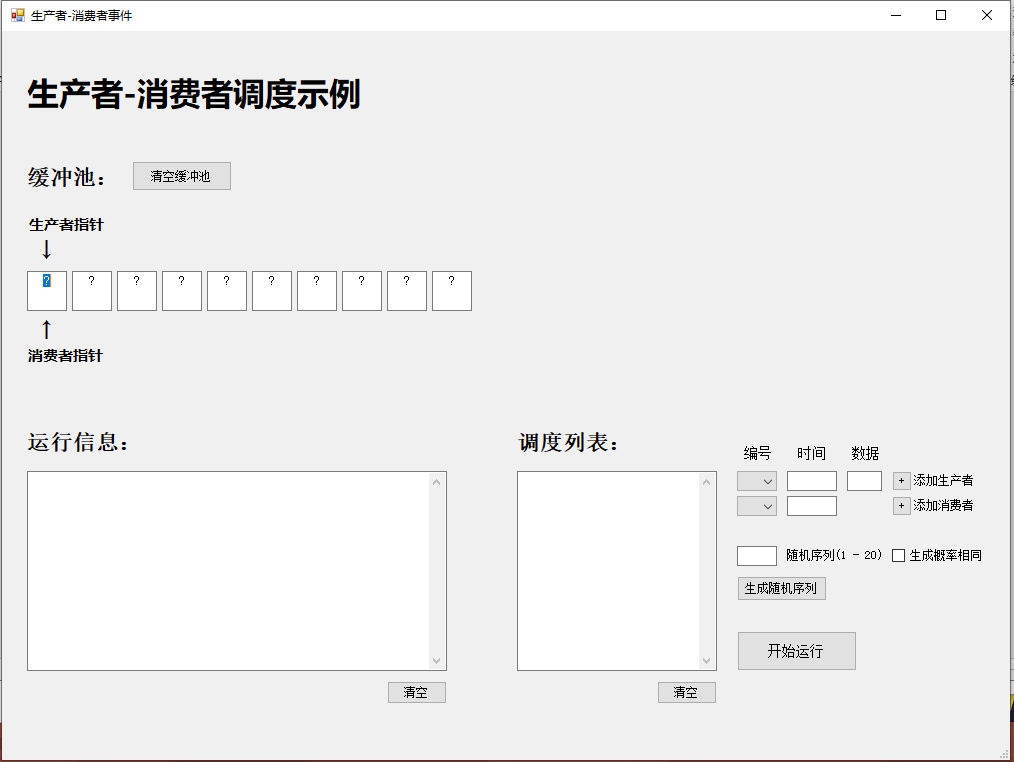 生产者-消费者事件
生产者-消费者调度示例
缓冲池： 清空缓冲池
生产者指针
↓
? ? ? ? ? ? ? ? ? ?
↑
消费者指针
运行信息：
清空
调度列表：
清空
编号 时间 数据
+ 添加生产者
+ 添加消费者
随机序列(1 - 20) 生成概率相同
生成随机序列
开始运行